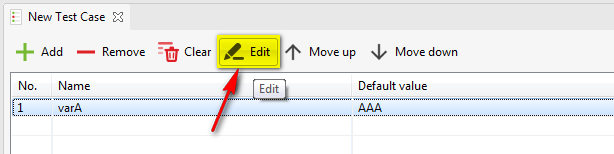 New Test Case
Add Remove Clear Edit Move up Move down
Edit
No. Name Default value
1 varA AAA